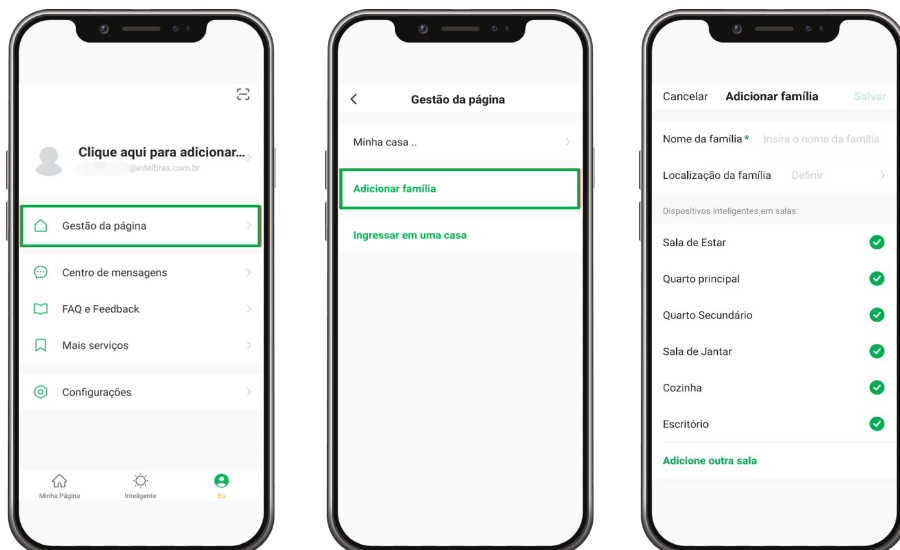 Clique aqui para adicionar...
@intelbras.com.br
Gestão da página
Centro de mensagens
FAQ e Feedback
Mais serviços
Configurações
Minha Página
Inteligente
Eu
Gestão da página
Minha casa ..
Adicionar família
Ingressar em uma casa
Cancelar Adicionar família Salvar
Nome da família* Insira o nome da família
Localização da família Definir
Dispositivos inteligentes em salas:
Sala de Estar
Quarto principal
Quarto Secundário
Sala de Jantar
Cozinha
Escritório
Adicione outra sala